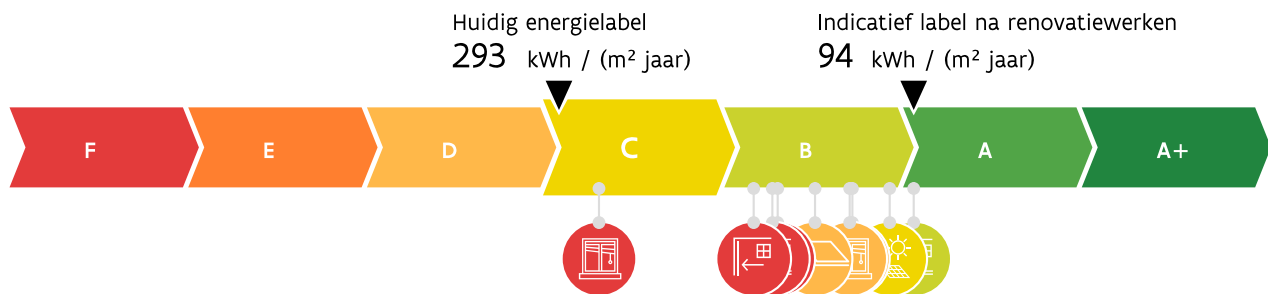 Huidig energielabel
293 kWh / (m² jaar)
Indicatief label na renovatiewerken
94 kWh / (m² jaar)
F E D C B A A+